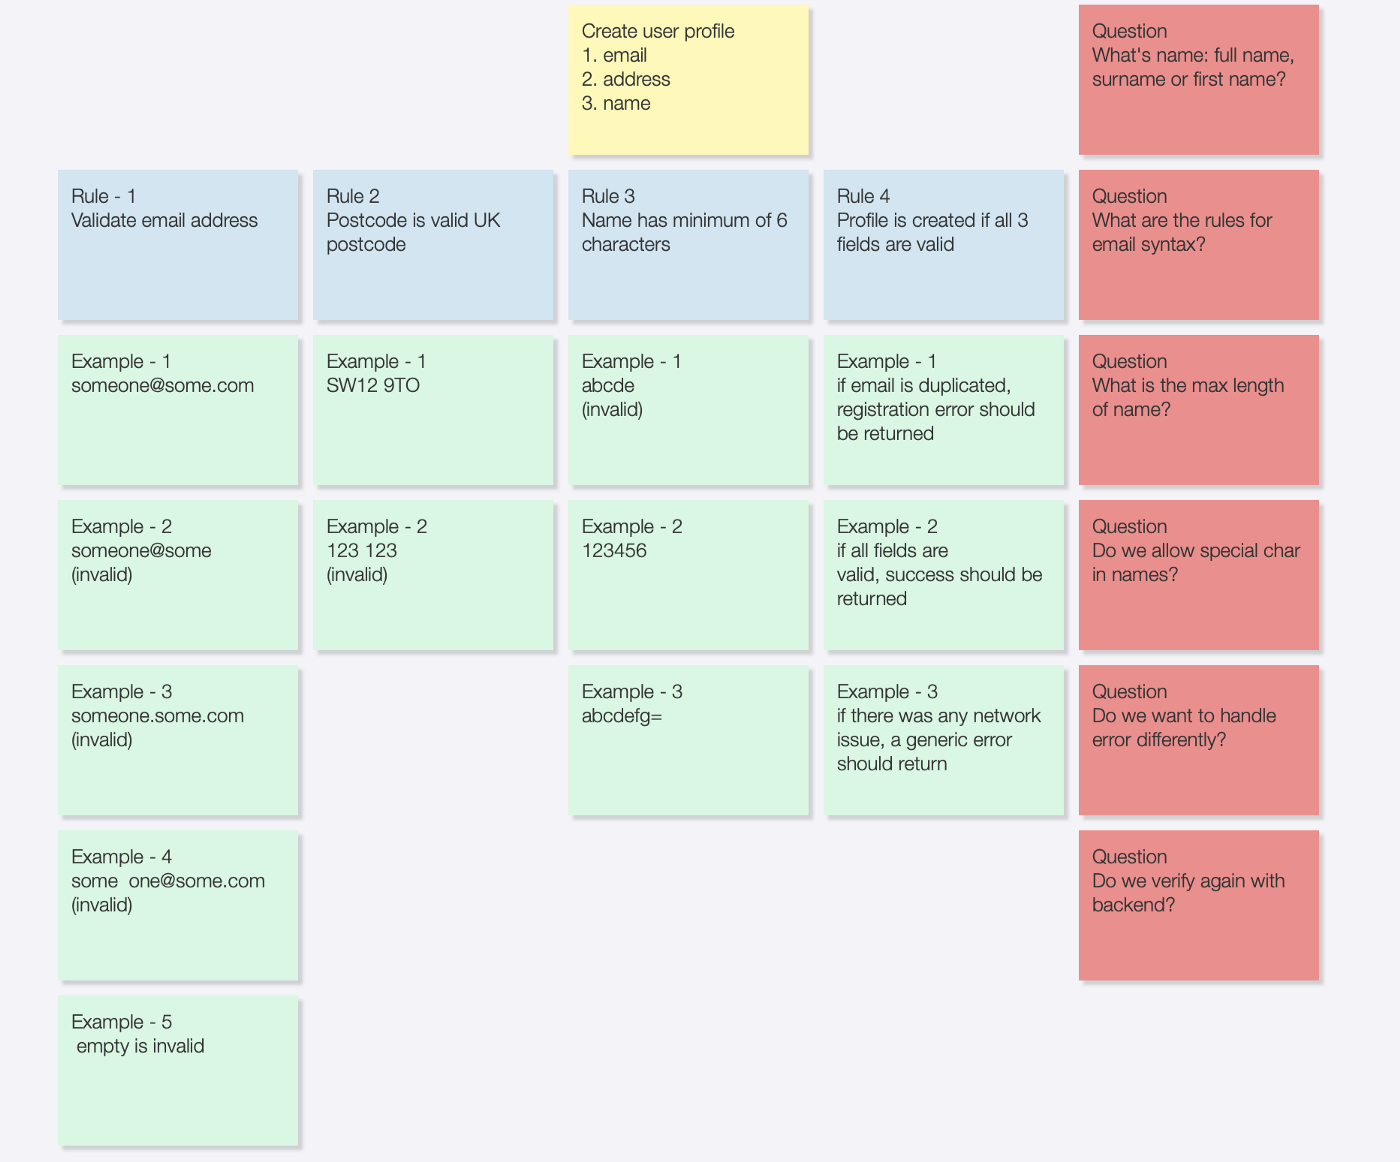 Create user profile
1. email
2. address
3. name
Question
What's name: full name,
surname or first name?
Rule - 1
Validate email address
Rule 2
Postcode is valid UK
postcode
Rule 3
Name has minimum of 6
characters
Rule 4
Profile is created if all 3
fields are valid
Question
What are the rules for
email syntax?
Example - 1
someone@some.com
Example - 1
SW12 9TO
Example - 1
abcde
(invalid)
Example - 1
if email is duplicated,
registration error should
be returned
Question
What is the max length
of name?
Example - 2
someone@some
(invalid)
Example - 2
123 123
(invalid)
Example - 2
123456
Example - 2
if all fields are
valid, success should be
returned
Question
Do we allow special char
in names?
Example - 3
someone.some.com
(invalid)
Example - 3
abcdefg=
Example - 3
if there was any network
issue, a generic error
should return
Question
Do we want to handle
error differently?
Example - 4
some  one@some.com
(invalid)
Question
Do we verify again with
backend?
Example - 5
empty is invalid